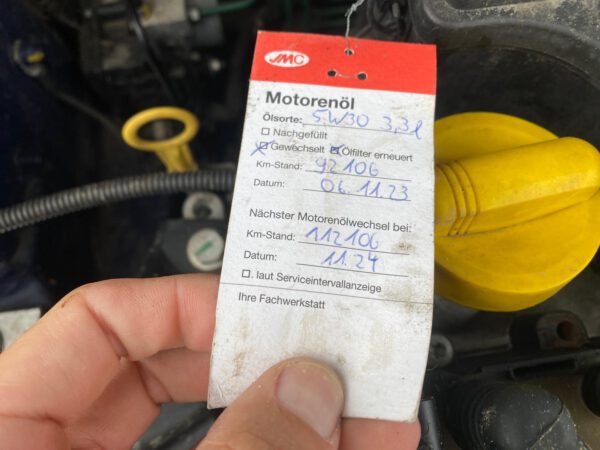 JMC
Motorenöl
Ölsorte: 5W30 3,3l
☐ Nachgefüllt
☒ Gewechselt ☒ Ölfilter erneuert
Km-Stand: 92106
Datum: 06.11.23
Nächster Motorenölwechsel bei:
Km-Stand: 112106
Datum: 11.24
☐. laut Serviceintervallanzeige
Ihre Fachwerkstatt